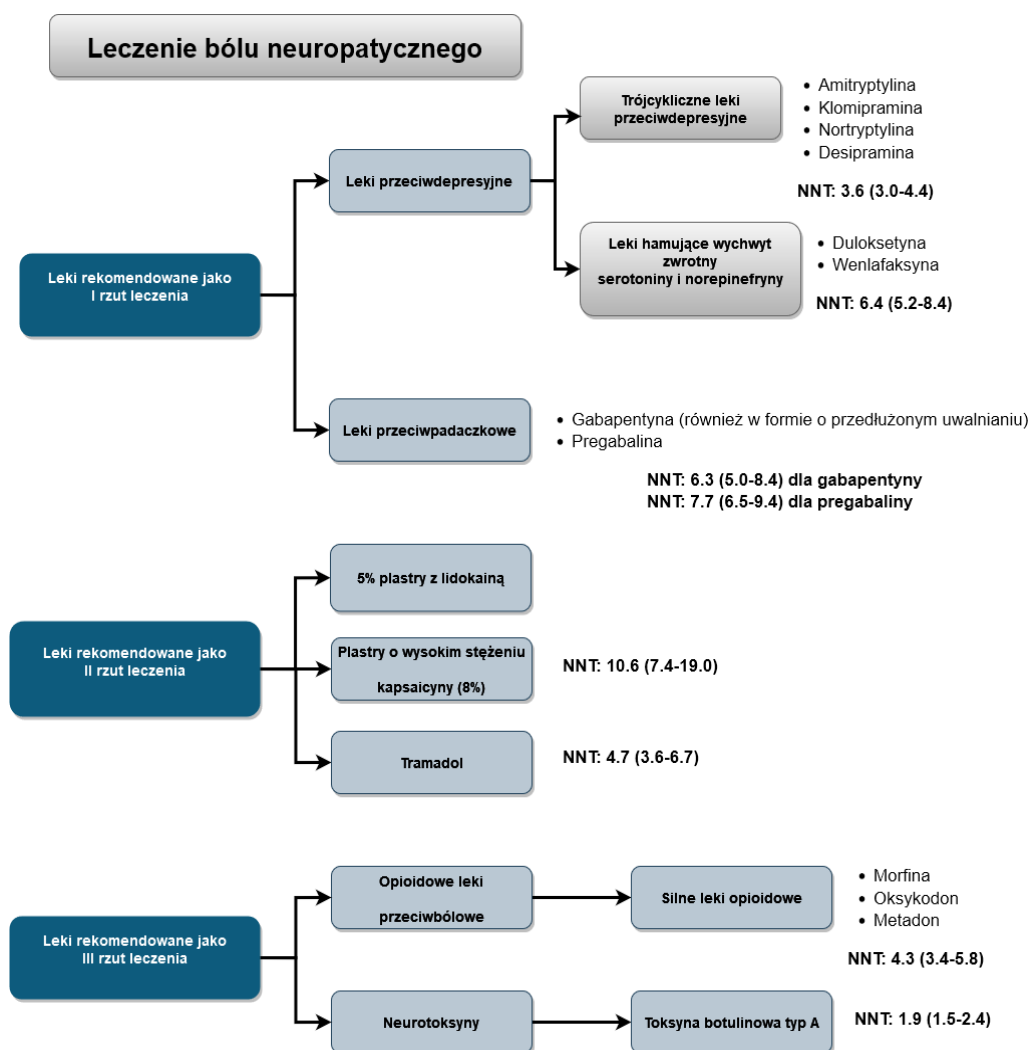 Leczenie bólu neuropatycznego
Leki rekomendowane jako
I rzut leczenia
Leki przeciwdepresyjne
Trójcykliczne leki
przeciwdepresyjne
• Amitryptylina
• Klomipramina
• Nortryptylina
• Desipramina
NNT: 3.6 (3.0-4.4)
Leki hamujące wychwyt
zwrotny
serotoniny i norepinefryny
• Duloksetyna
• Wenlafaksyna
NNT: 6.4 (5.2-8.4)
Leki przeciwpadaczkowe
• Gabapentyna (również w formie o przedłużonym uwalnianiu)
• Pregabalina
NNT: 6.3 (5.0-8.4) dla gabapentyny
NNT: 7.7 (6.5-9.4) dla pregabaliny
Leki rekomendowane jako
II rzut leczenia
5% plastry z lidokainą
Plastry o wysokim stężeniu
kapsaicyny (8%)
NNT: 10.6 (7.4-19.0)
Tramadol
NNT: 4.7 (3.6-6.7)
Leki rekomendowane jako
III rzut leczenia
Opioidowe leki
przeciwbólowe
Silne leki opioidowe
• Morfina
• Oksykodon
• Metadon
NNT: 4.3 (3.4-5.8)
Neurotoksyny
Toksyna botulinowa typ A
NNT: 1.9 (1.5-2.4)